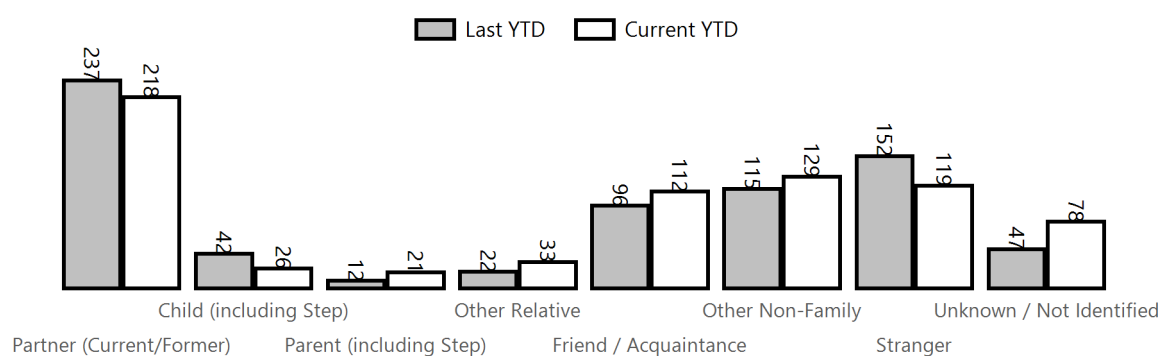 Last YTD Current YTD
237 218 42 26 12 21 22 33 96 112 115 129 152 119 47 78
Child (including Step) Other Relative Other Non-Family Unknown / Not Identified
Partner (Current/Former) Parent (including Step) Friend / Acquaintance Stranger